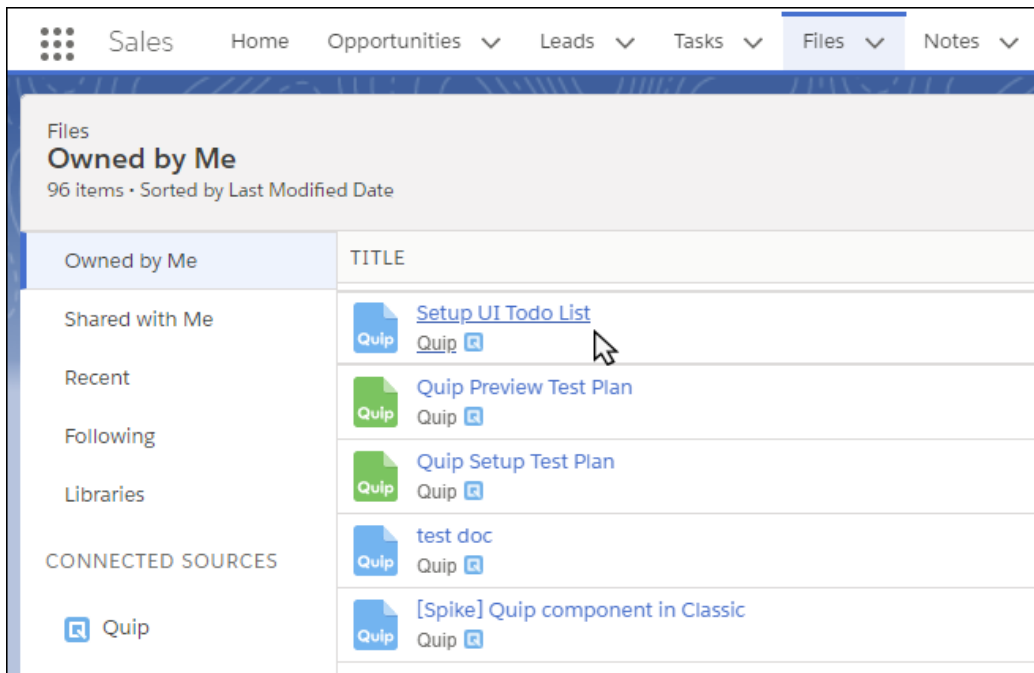 Sales Home Opportunities Leads Tasks Files Notes
Files
Owned by Me
96 items • Sorted by Last Modified Date
Owned by Me
Shared with Me
Recent
Following
Libraries
CONNECTED SOURCES
Quip
TITLE
Quip Setup UI Todo List
Quip
Quip Quip Preview Test Plan
Quip
Quip Quip Setup Test Plan
Quip
Quip test doc
Quip
Quip [Spike] Quip component in Classic
Quip